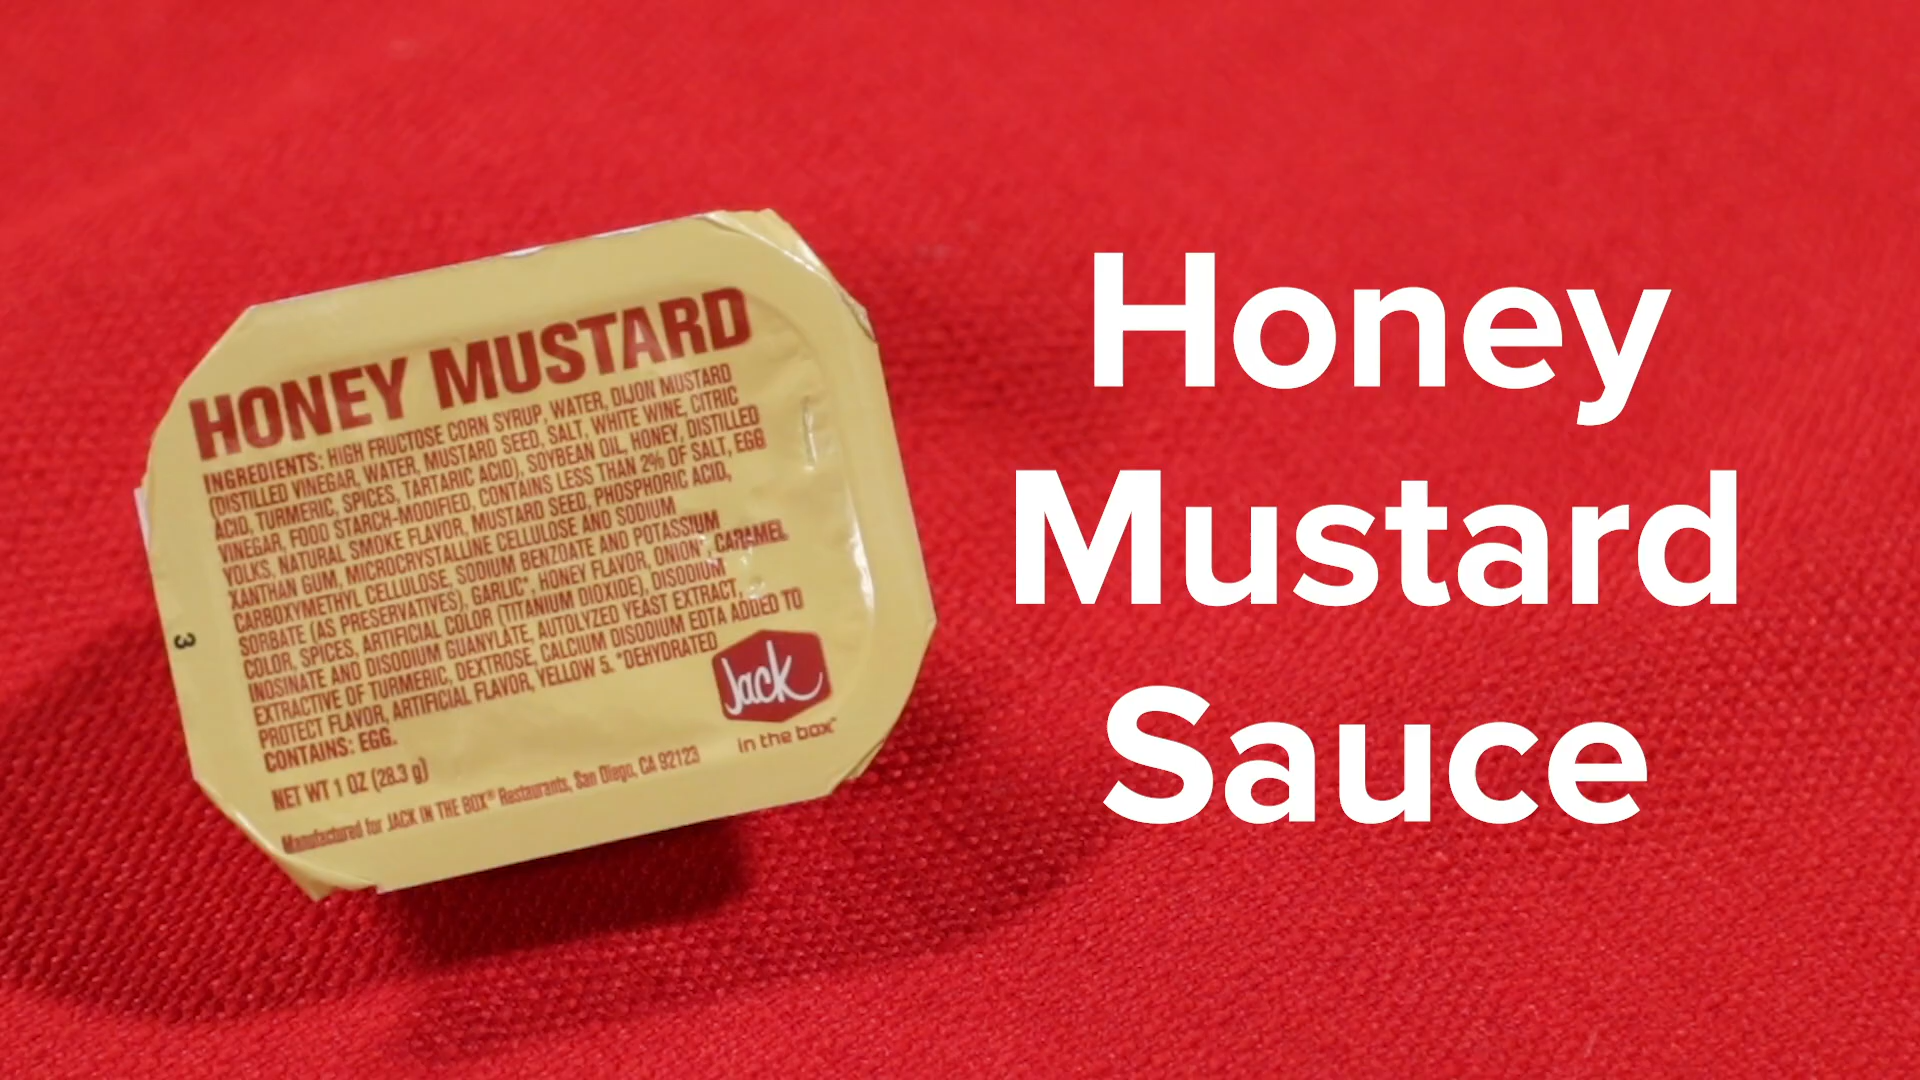 HONEY MUSTARD
INGREDIENTS: HIGH FRUCTOSE CORN SYRUP, WATER, DIJON MUSTARD
(DISTILLED VINEGAR, WATER, MUSTARD SEED, SALT, WHITE WINE, CITRIC
ACID, TURMERIC, SPICES, TARTARIC ACID), SOYBEAN OIL, HONEY, DISTILLED
VINEGAR, FOOD STARCH-MODIFIED, CONTAINS LESS THAN 2% OF SALT, EGG
YOLKS, NATURAL SMOKE FLAVOR, MUSTARD SEED, PHOSPHORIC ACID,
XANTHAN GUM, MICROCRYSTALLINE CELLULOSE AND SODIUM
CARBOXYMETHYL CELLULOSE, SODIUM BENZOATE AND POTASSIUM
SORBATE (AS PRESERVATIVES), GARLIC*, HONEY FLAVOR, ONION*, CARAMEL
COLOR, SPICES, ARTIFICIAL COLOR (TITANIUM DIOXIDE), DISODIUM
INOSINATE AND DISODIUM GUANYLATE, AUTOLYZED YEAST EXTRACT,
EXTRACTIVE OF TURMERIC, DEXTROSE, CALCIUM DISODIUM EDTA ADDED TO
PROTECT FLAVOR, ARTIFICIAL FLAVOR, YELLOW 5. *DEHYDRATED
CONTAINS: EGG.
NET WT 1 OZ (28.3 g)
Manufactured for JACK IN THE BOX® Restaurants, San Diego, CA 92123
Jack
in the box™
3
Honey
Mustard
Sauce